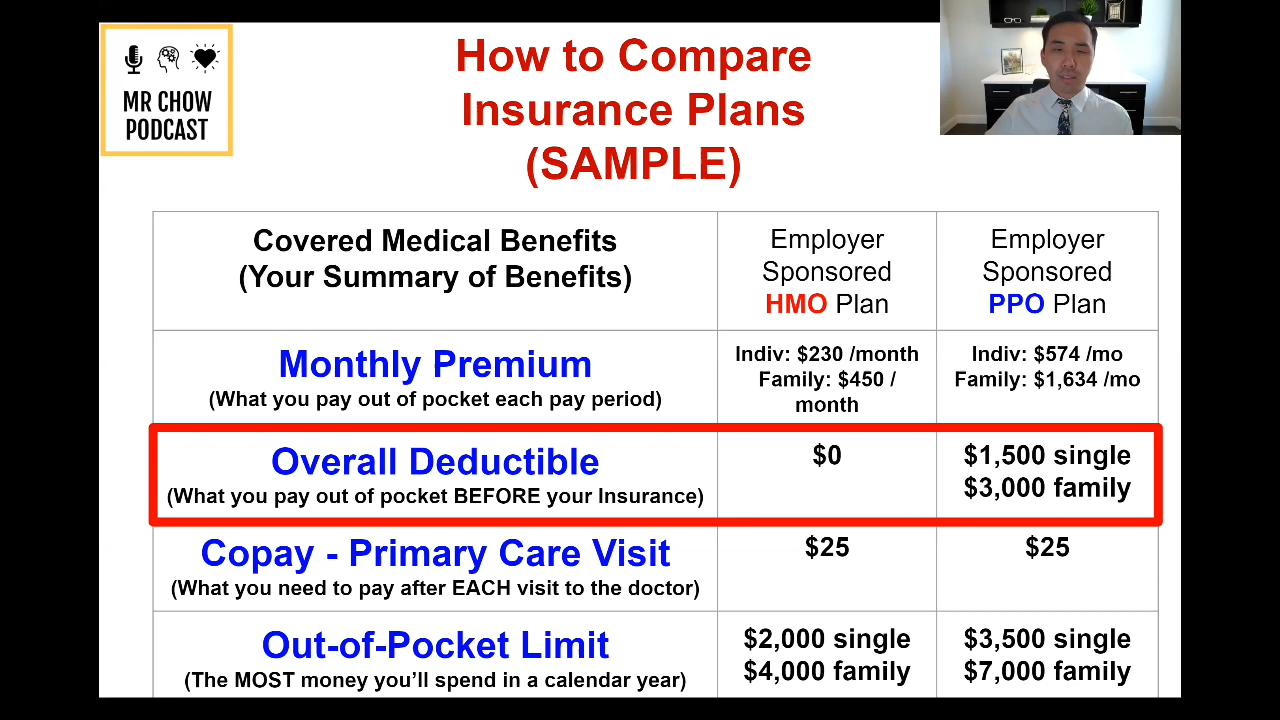 MR CHOW
PODCAST
How to Compare
Insurance Plans
(SAMPLE)
Covered Medical Benefits
(Your Summary of Benefits)
Employer
Sponsored
HMO Plan
Employer
Sponsored
PPO Plan
Monthly Premium
(What you pay out of pocket each pay period)
Indiv: $230 /month
Family: $450 /
month
Indiv: $574 /mo
Family: $1,634 /mo
Overall Deductible
(What you pay out of pocket BEFORE your Insurance)
$0
$1,500 single
$3,000 family
Copay - Primary Care Visit
(What you need to pay after EACH visit to the doctor)
$25
$25
Out-of-Pocket Limit
(The MOST money you’ll spend in a calendar year)
$2,000 single
$4,000 family
$3,500 single
$7,000 family